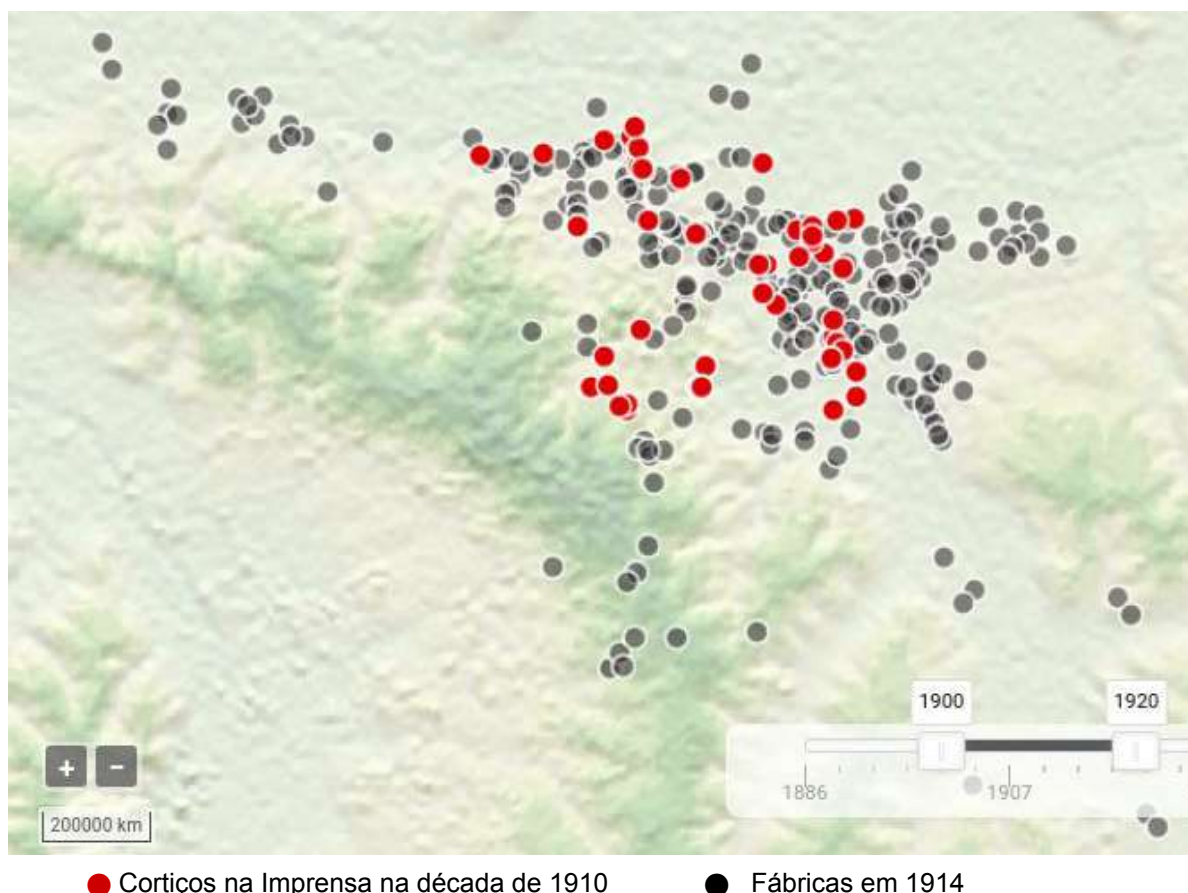 1900 1920
1886 1907
+ −
200000 km
Corticos na Imprensa na década de 1910 Fábricas em 1914